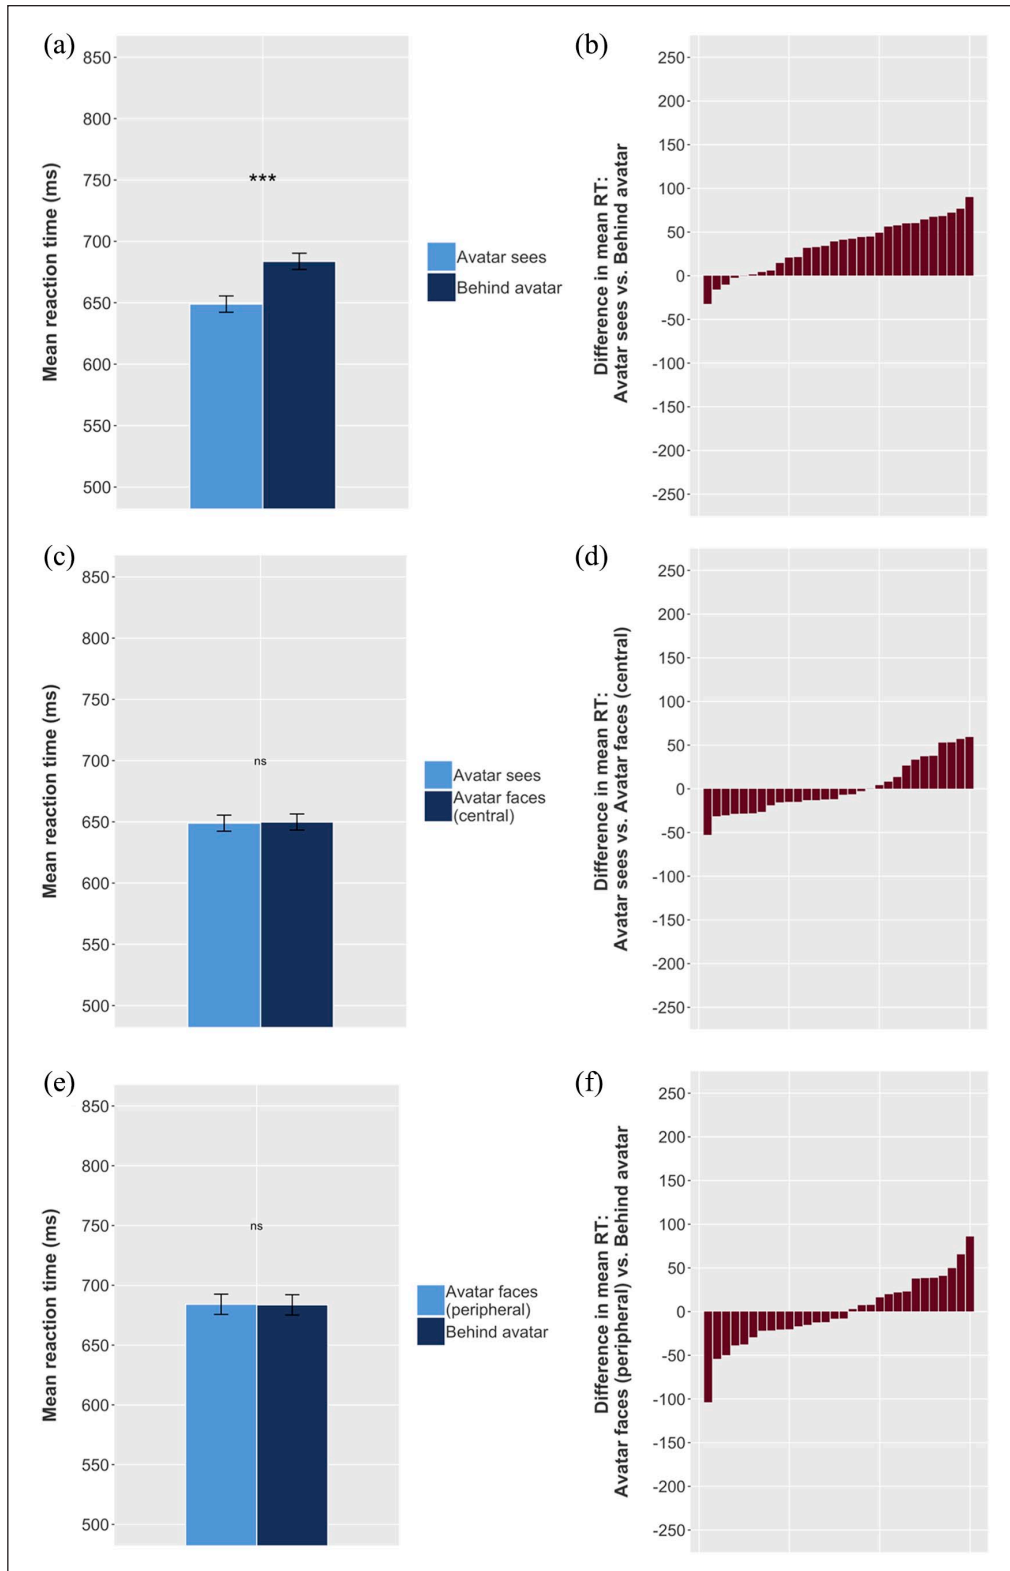 (a)
850
800
750
700
650
600
550
500
Mean reaction time (ms)
***
Avatar sees
Behind avatar
(b)
250
200
150
100
50
0
-50
-100
-150
-200
-250
Difference in mean RT:
Avatar sees vs. Behind avatar
(c)
850
800
750
700
650
600
550
500
Mean reaction time (ms)
ns
Avatar sees
Avatar faces
(central)
(d)
250
200
150
100
50
0
-50
-100
-150
-200
-250
Difference in mean RT:
Avatar sees vs. Avatar faces (central)
(e)
850
800
750
700
650
600
550
500
Mean reaction time (ms)
ns
Avatar faces
(peripheral)
Behind avatar
(f)
250
200
150
100
50
0
-50
-100
-150
-200
-250
Difference in mean RT:
Avatar faces (peripheral) vs. Behind avatar